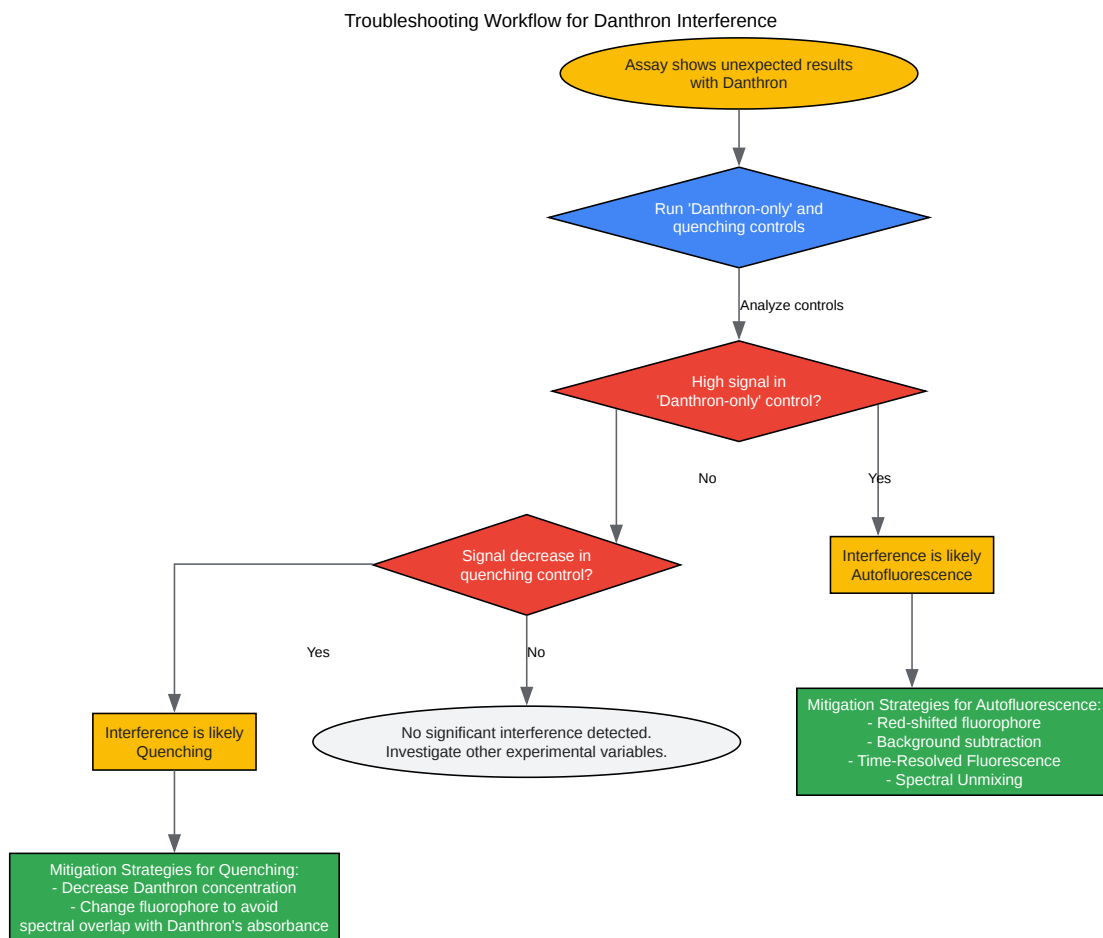 Troubleshooting Workflow for Danthron Interference
Assay shows unexpected results
with Danthron
Run 'Danthron-only' and
quenching controls
Analyze controls
High signal in
'Danthron-only' control?
No
Yes
Signal decrease in
quenching control?
Interference is likely
Autofluorescence
Yes
No
Mitigation Strategies for Autofluorescence:
- Red-shifted fluorophore
- Background subtraction
- Time-Resolved Fluorescence
- Spectral Unmixing
Interference is likely
Quenching
No significant interference detected.
Investigate other experimental variables.
Mitigation Strategies for Quenching:
- Decrease Danthron concentration
- Change fluorophore to avoid
spectral overlap with Danthron's absorbance